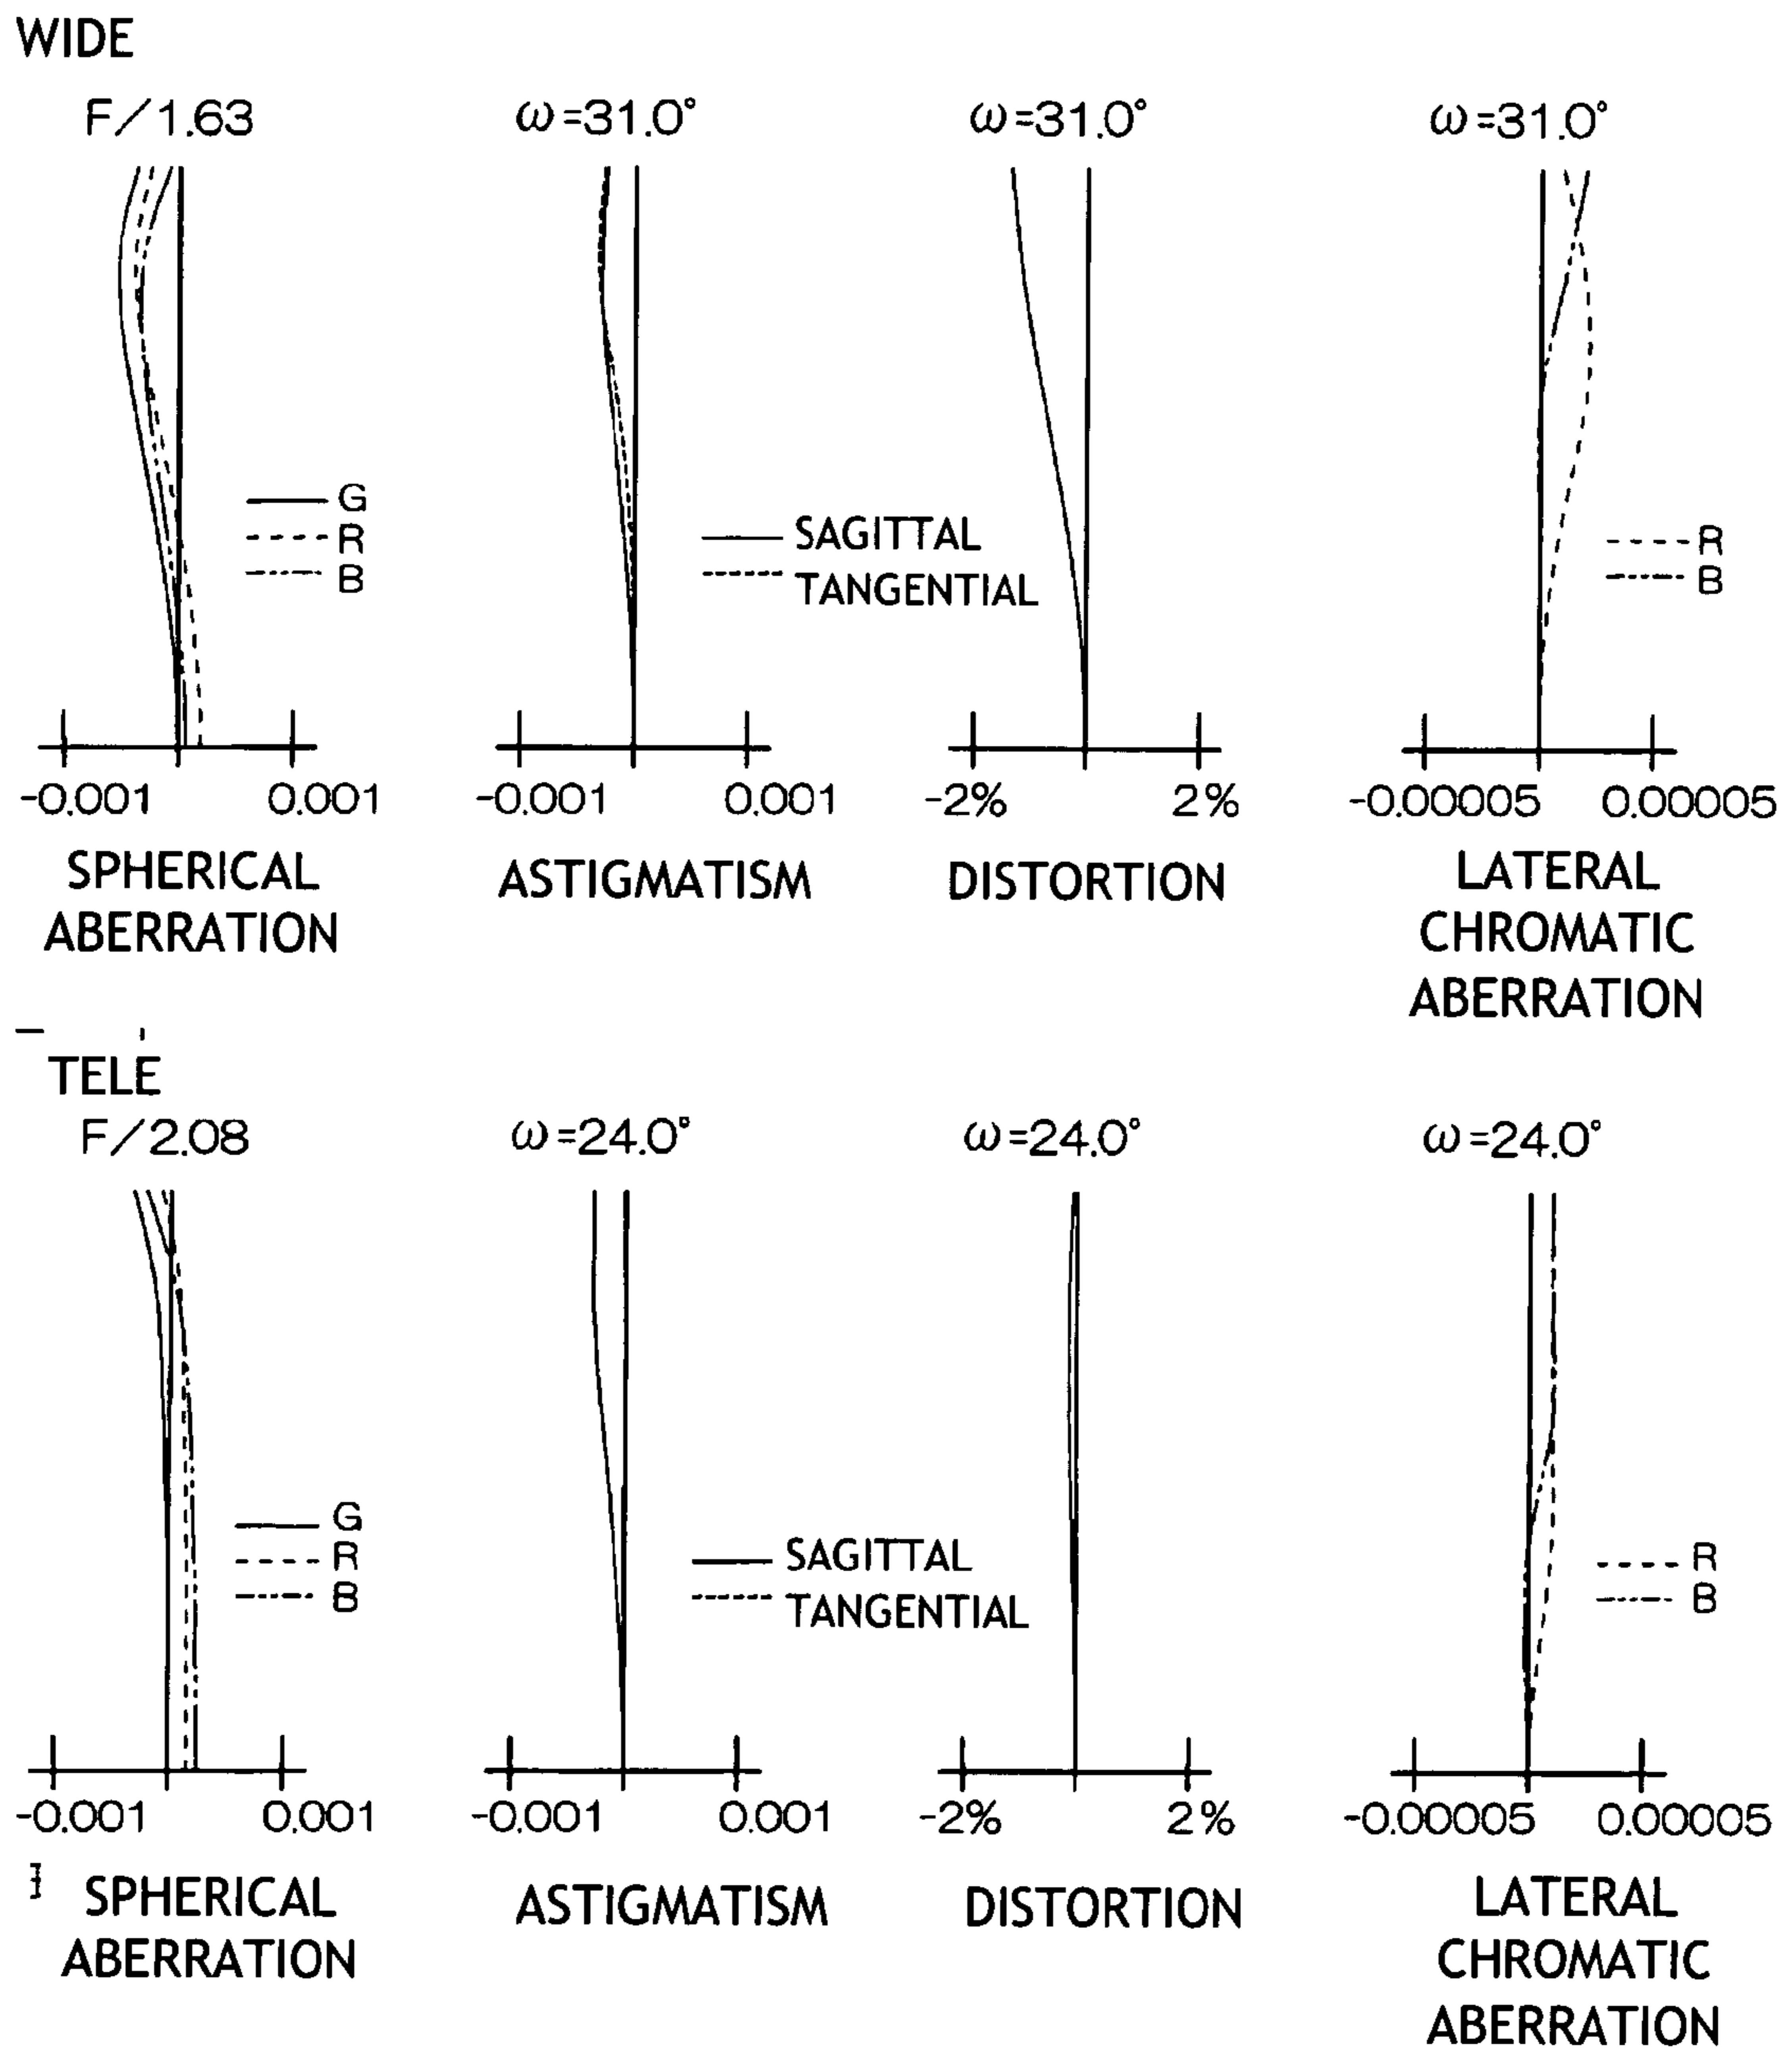 WIDE
F/1.63
ω=31.0°
ω=31.0°
ω=31.0°
G
R
B
SAGITTAL
TANGENTIAL
R
B
-0.001
0.001
-0.001
0.001
-2%
2%
-0.00005
0.00005
SPHERICAL
ABERRATION
ASTIGMATISM
DISTORTION
LATERAL
CHROMATIC
ABERRATION
TELE
F/2.08
ω=24.0°
ω=24.0°
ω=24.0°
G
R
B
SAGITTAL
TANGENTIAL
R
B
-0.001
0.001
-0.001
0.001
-2%
2%
-0.00005
0.00005
SPHERICAL
ABERRATION
ASTIGMATISM
DISTORTION
LATERAL
CHROMATIC
ABERRATION